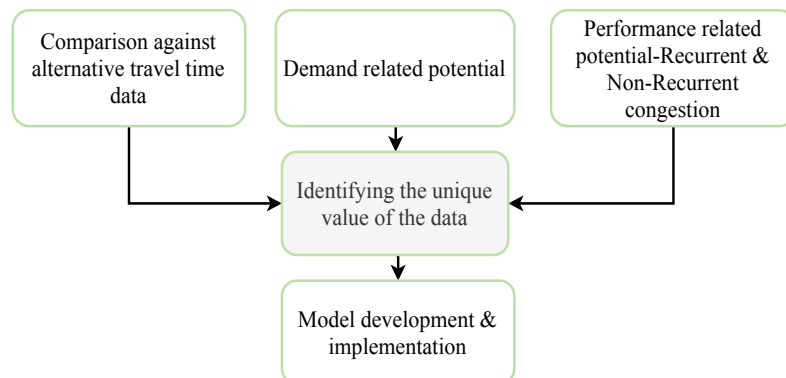 Comparison against
alternative travel time
data
Demand related potential
Performance related
potential-Recurrent &
Non-Recurrent
congestion
Identifying the unique
value of the data
Model development &
implementation